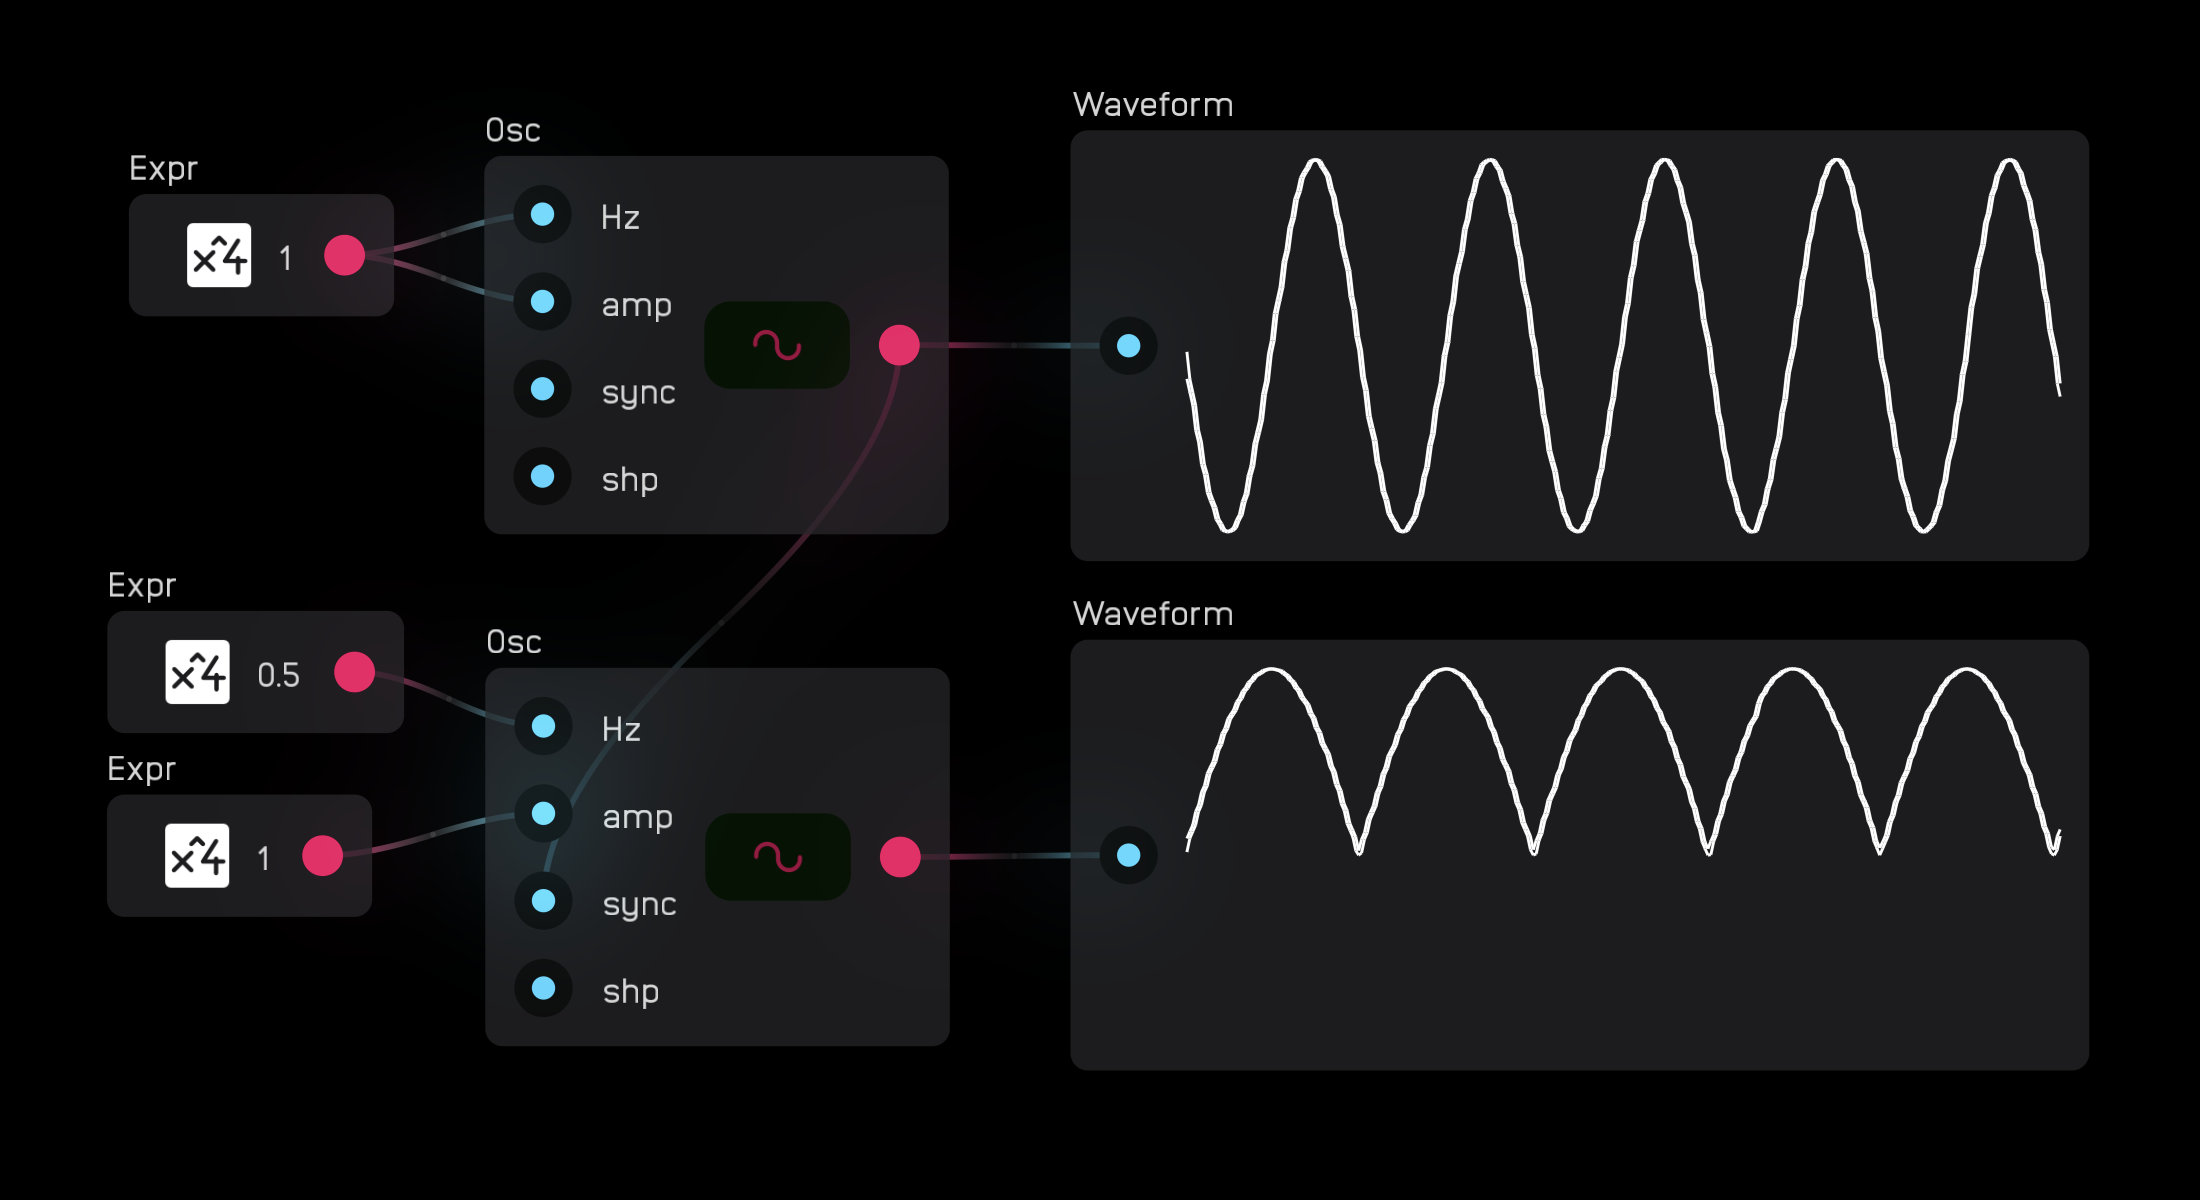 Waveform
Osc
Expr
x^4 1
Hz
amp
sync
shp
Expr
x^4 0.5
Waveform
Osc
Hz
Expr
x^4 1
amp
sync
shp